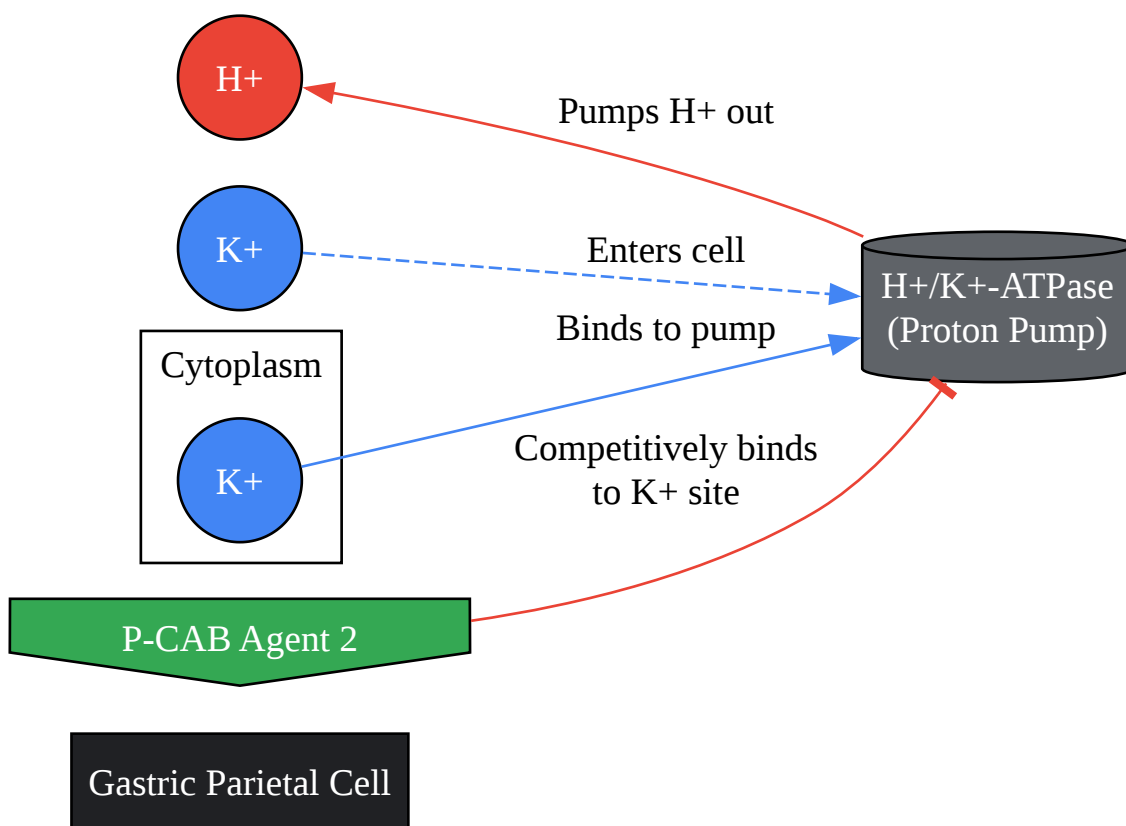 H+
Pumps H+ out
K+
Enters cell
H+/K+-ATPase
(Proton Pump)
Binds to pump
Cytoplasm
K+
Competitively binds
to K+ site
P-CAB Agent 2
Gastric Parietal Cell